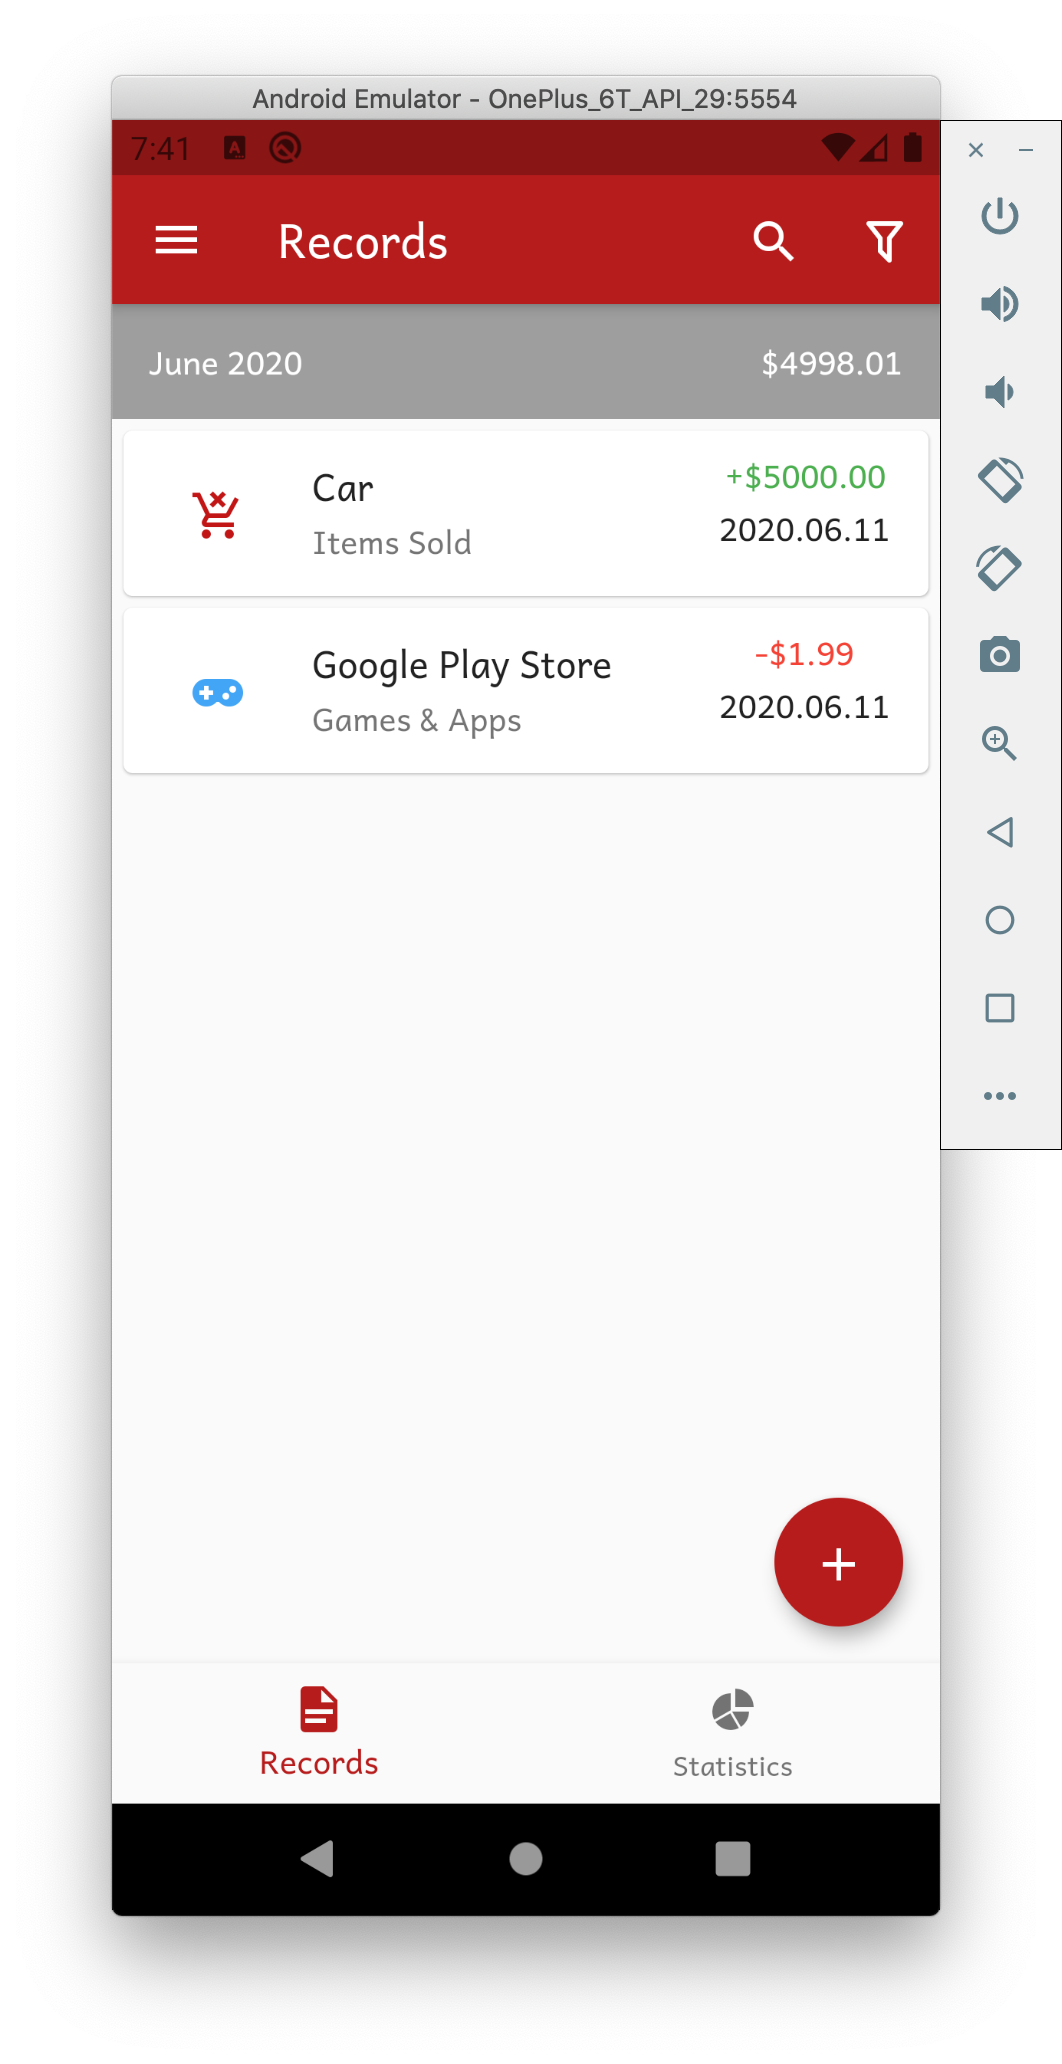 Android Emulator - OnePlus_6T_API_29:5554
7:41
Records
June 2020 $4998.01
Car
+$5000.00
Items Sold
2020.06.11
Google Play Store
-$1.99
Games & Apps
2020.06.11
Records
Statistics